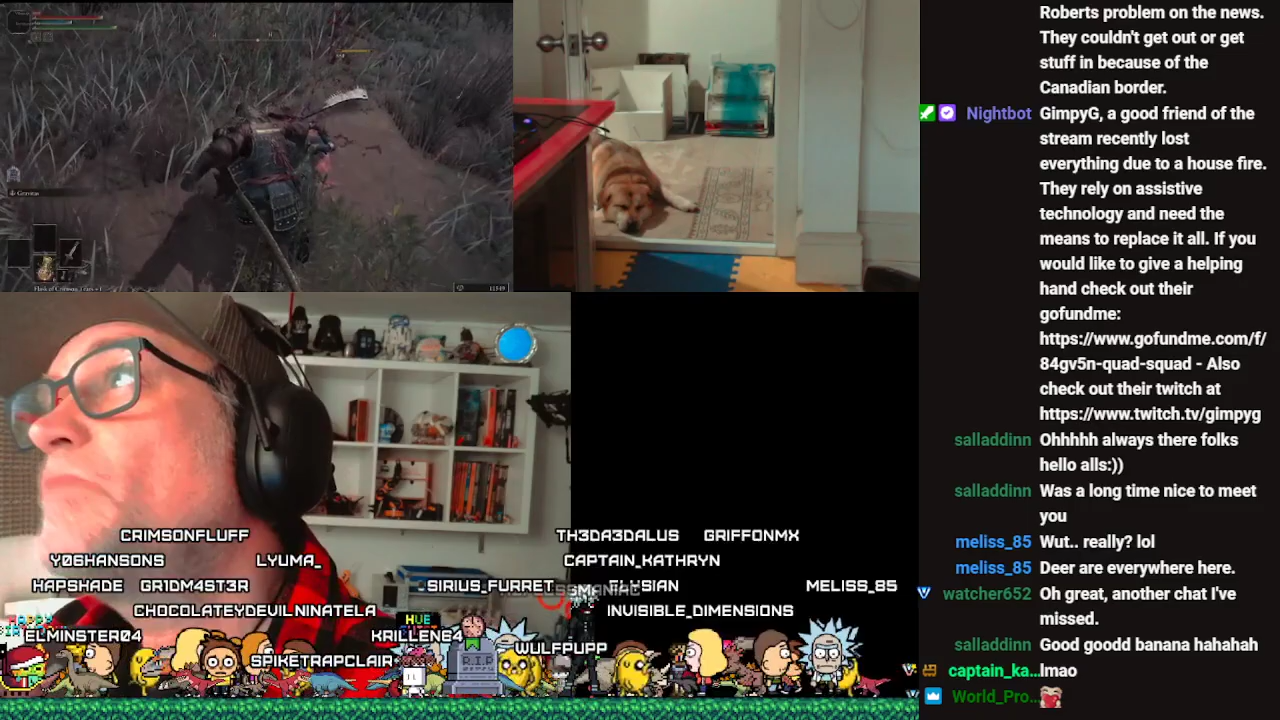 Roberts problem on the news.
They couldn't get out or get
stuff in because of the
Canadian border.
Nightbot GimpyG, a good friend of the
stream recently lost
everything due to a house fire.
They rely on assistive
technology and need the
means to replace it all. If you
would like to give a helping
hand check out their
gofundme:
https://www.gofundme.com/f/
84gv5n-quad-squad - Also
check out their twitch at
https://www.twitch.tv/gimpyg
salladdinn Ohhhhh always there folks
hello alls:))
salladdinn Was a long time nice to meet
you
meliss_85 Wut.. really? lol
meliss_85 Deer are everywhere here.
watcher652 Oh great, another chat I've
missed.
salladdinn Good goodd banana hahahah
captain_ka... lmao
World_Pro...
CRIMSONFLUFF
TH3DA3DALUS GRIFFONMX
Y06HANSONS LYUMA_
CAPTAIN_KATHRYN
HAPSHADE GR1DM4ST3R
SIRIUS_FURRET ELYSIAN
MELISS_85
CHOCOLATEYDEVILNINATELA
INVISIBLE_DIMENSIONS
HUE
ELMINSTER04
KRILLEN64
WULFPUPP
SPIKETRAPCLAIR
R.I.P